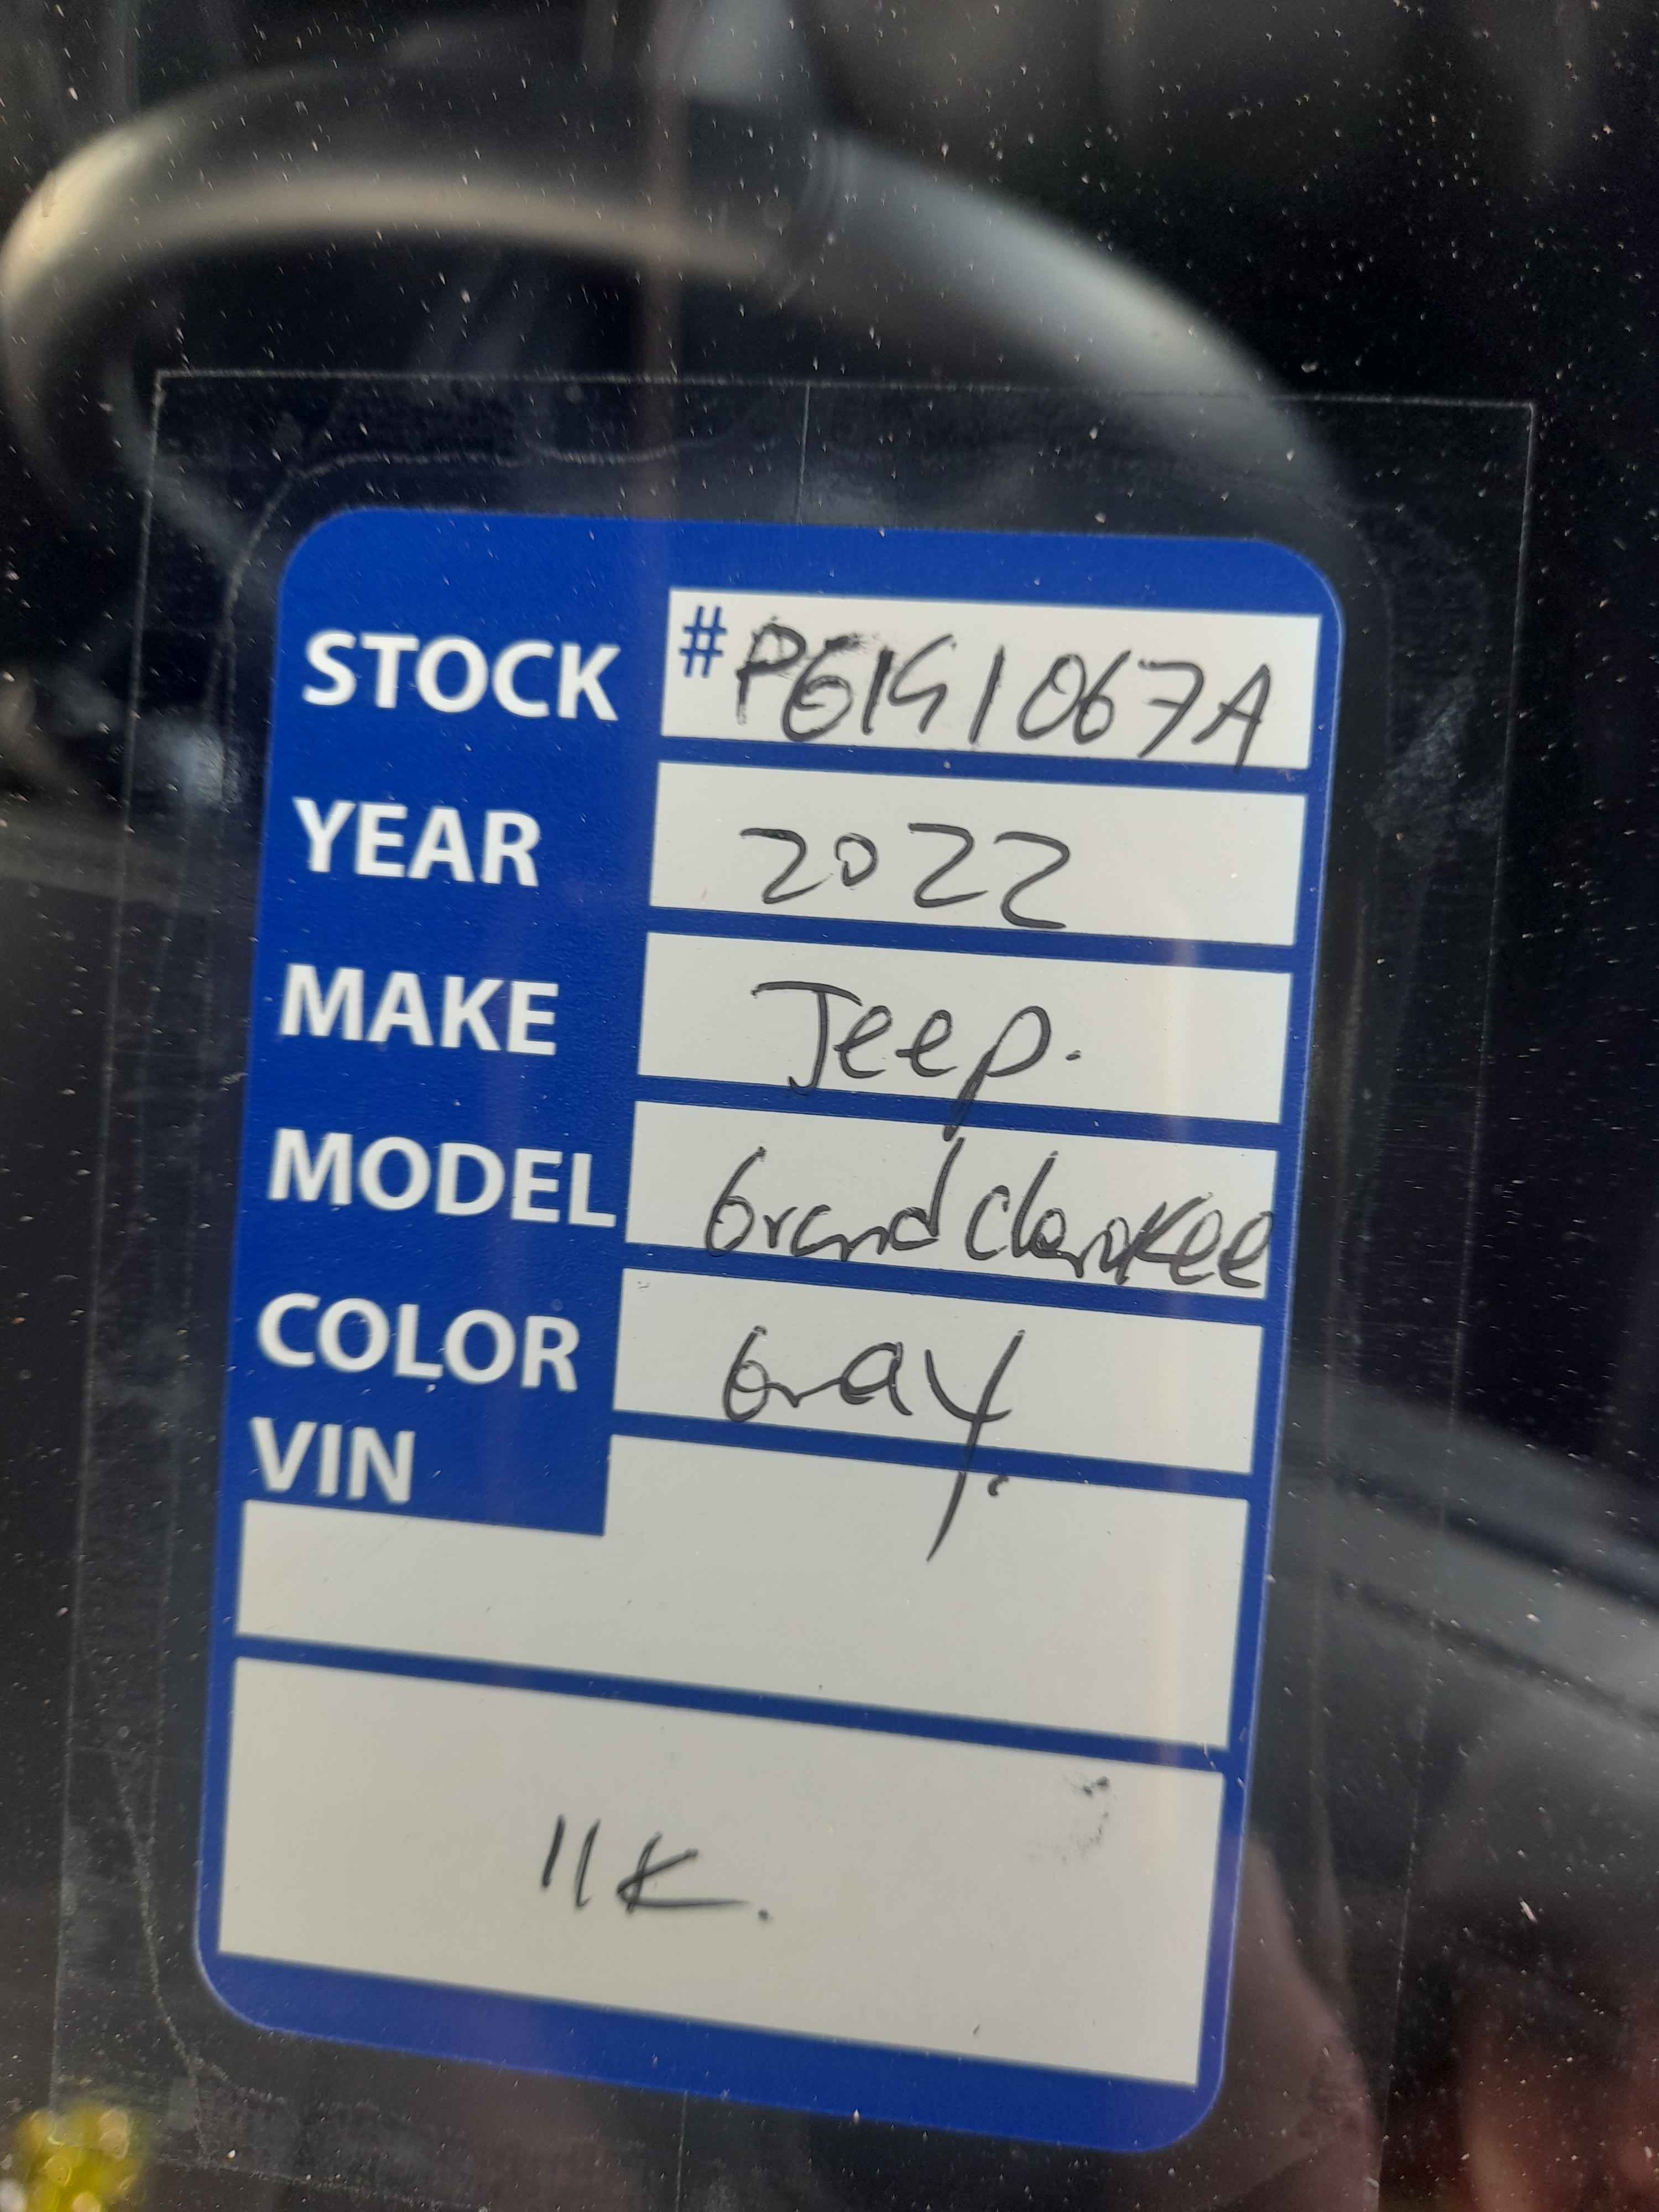 STOCK #P6191067A
YEAR 2022
MAKE Jeep.
MODEL Grand Cherokee
COLOR Gray.
VIN
11K.